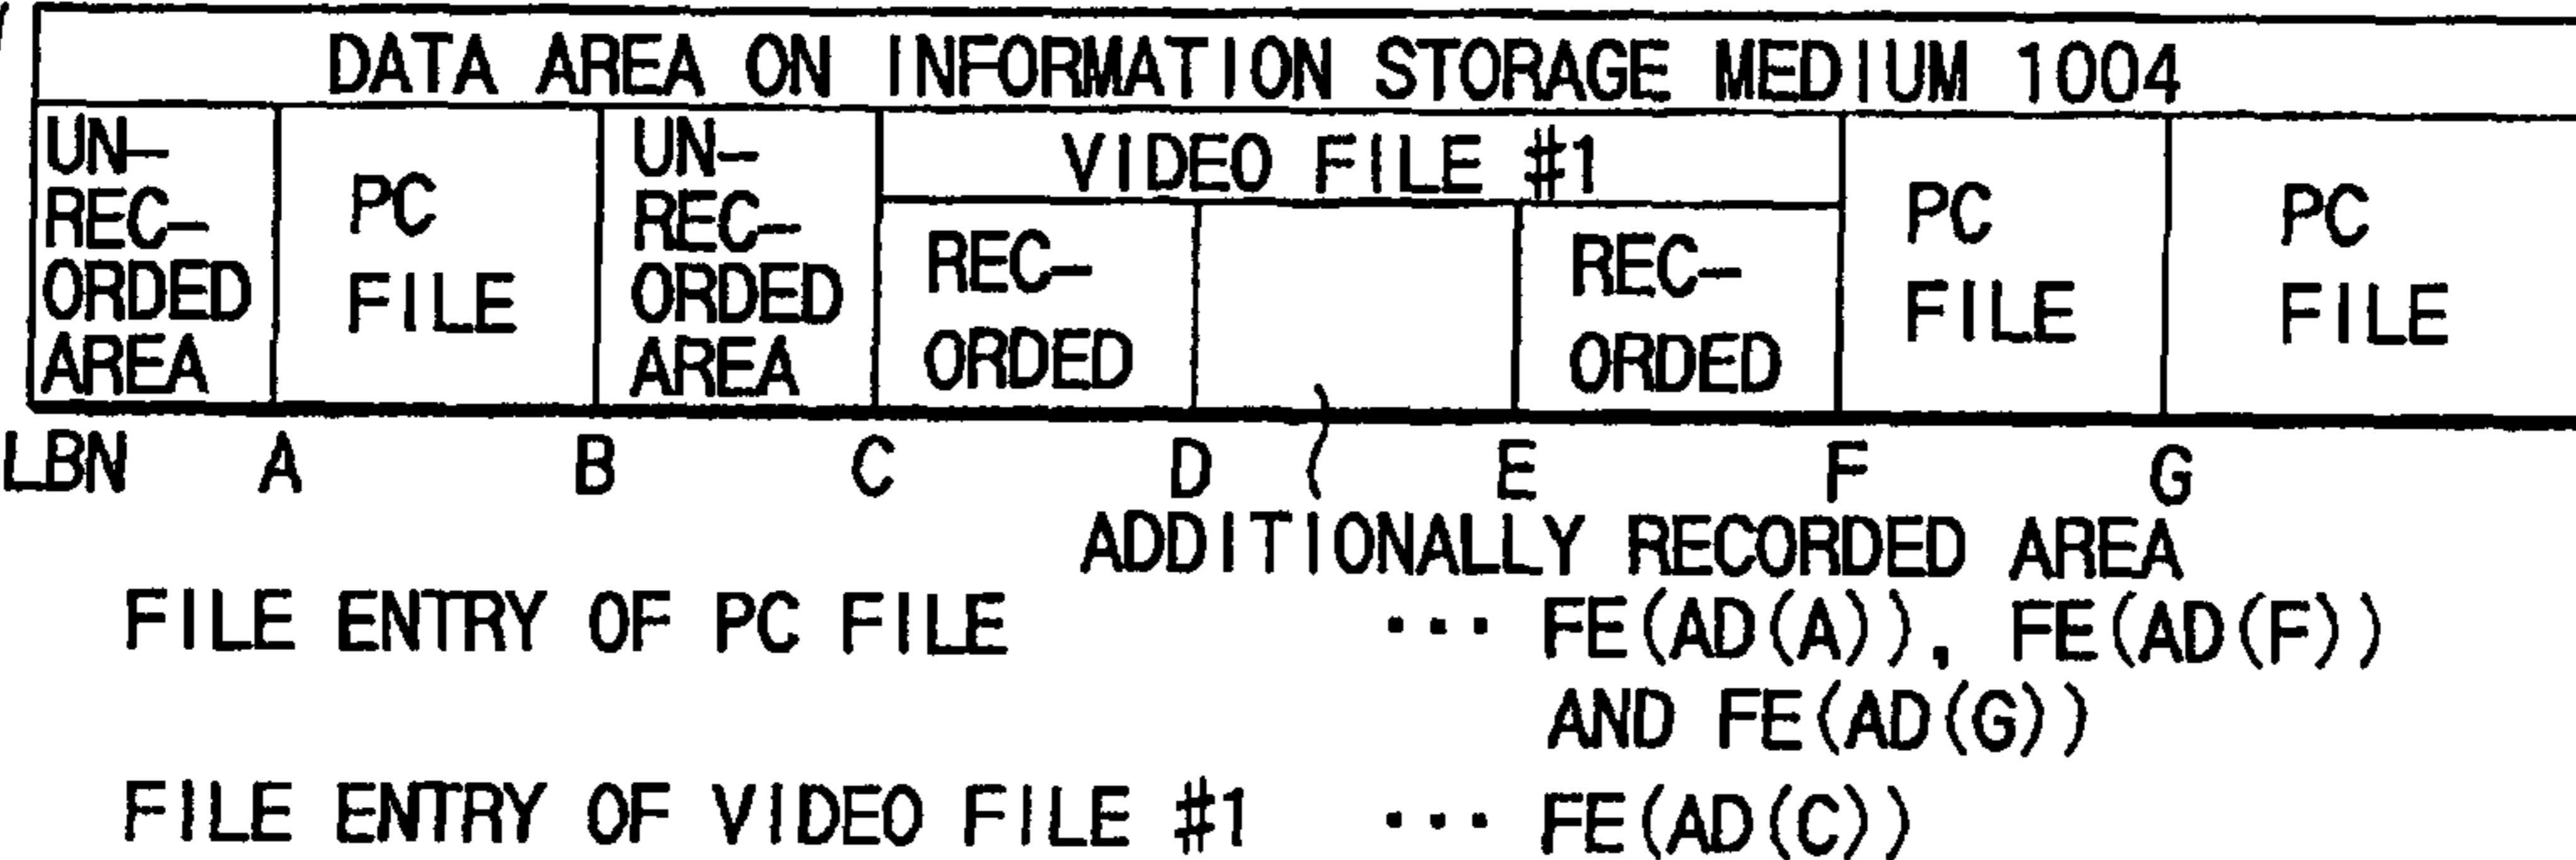 DATA AREA ON INFORMATION STORAGE MEDIUM 1004
UN-
REC-
ORDED
AREA
PC
FILE
UN-
REC-
ORDED
AREA
VIDEO FILE #1
REC-
ORDED
REC-
ORDED
PC
FILE
PC
FILE
LBN A B C D E F G
ADDITIONALLY RECORDED AREA
FILE ENTRY OF PC FILE ••• FE(AD(A)), FE(AD(F))
AND FE(AD(G))
FILE ENTRY OF VIDEO FILE #1 ••• FE(AD(C))